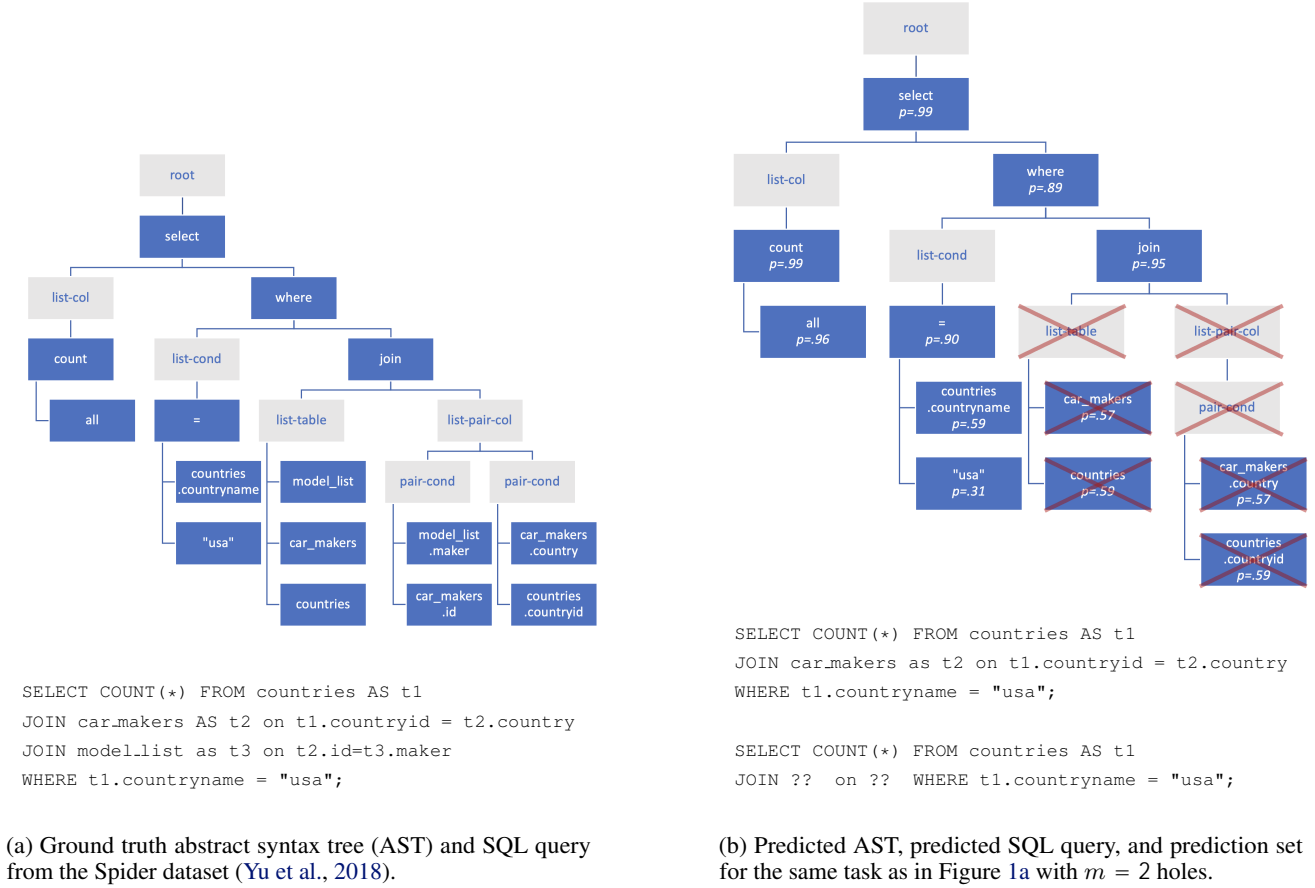 root
select
list-col
where
count
list-cond
join
all
=
list-table
list-pair-col
countries
.countryname
model_list
pair-cond
pair-cond
"usa"
car_makers
model_list
.maker
car_makers
.country
countries
car_makers
.id
countries
.countryid
SELECT COUNT(*) FROM countries AS t1
JOIN car_makers AS t2 on t1.countryid = t2.country
JOIN model_list as t3 on t2.id=t3.maker
WHERE t1.countryname = "usa";
(a) Ground truth abstract syntax tree (AST) and SQL query
from the Spider dataset (Yu et al., 2018).
root
select
p=.99
list-col
where
p=.89
count
p=.99
list-cond
join
p=.95
all
p=.96
=
p=.90
list-table
list-pair-col
countries
.countryname
p=.59
car_makers
p=.57
pair-cond
"usa"
p=.31
countries
p=.59
car_makers
.country
p=.57
countries
.countryid
p=.59
SELECT COUNT(*) FROM countries AS t1
JOIN car_makers as t2 on t1.countryid = t2.country
WHERE t1.countryname = "usa";
SELECT COUNT(*) FROM countries AS t1
JOIN ?? on ?? WHERE t1.countryname = "usa";
(b) Predicted AST, predicted SQL query, and prediction set
for the same task as in Figure 1a with m = 2 holes.